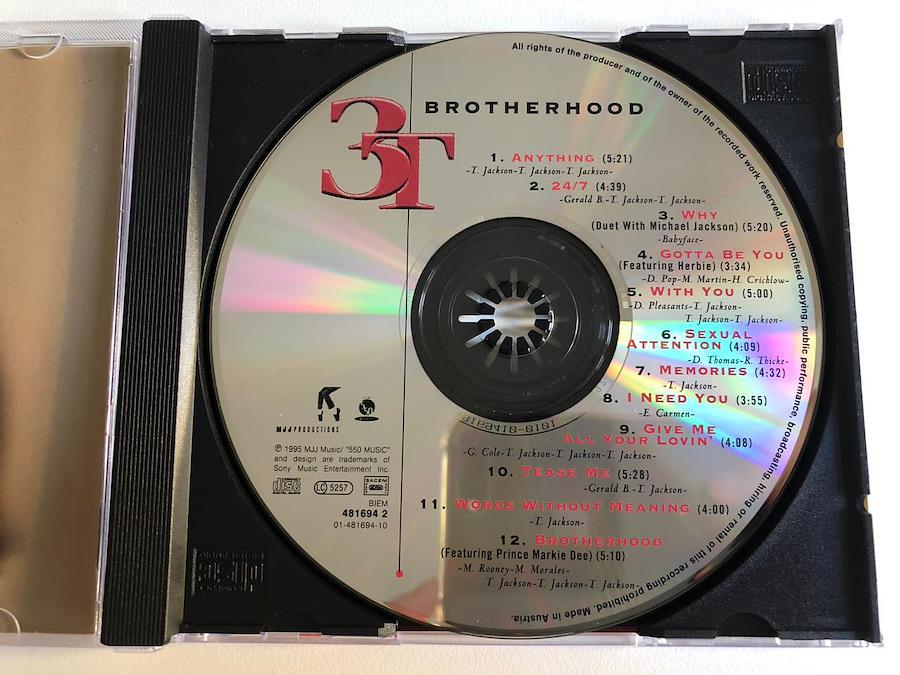 3T
BROTHERHOOD
1. ANYTHING (5:21)
-T. Jackson-T. Jackson-T. Jackson-
2. 24/7 (4:39)
-Gerald B.-T. Jackson-T. Jackson-
3. WHY
(Duet With Michael Jackson) (5:20)
-Babyface-
4. GOTTA BE YOU
(Featuring Herbie) (3:34)
-D. Pop-M. Martin-H. Crichlow-
5. WITH YOU (5:00)
-D. Pleasants-T. Jackson-
T. Jackson-T. Jackson-
6. SEXUAL
ATTENTION (4:09)
-D. Thomas-R. Thicke-
7. MEMORIES (4:32)
-T. Jackson-
8. I NEED YOU (3:55)
-E. Carmen-
9. GIVE ME
ALL YOUR LOVIN' (4:08)
-G. Cole-T. Jackson-T. Jackson-T. Jackson-
10. TEASE ME (5:28)
-Gerald B.-T. Jackson-
11. WORDS WITHOUT MEANING (4:00)
-T. Jackson-
12. BROTHERHOOD
(Featuring Prince Markie Dee) (5:10)
-M. Rooney-M. Morales-
T. Jackson-T. Jackson-T. Jackson-
MJJ PRODUCTIONS
℗ 1995 MJJ Music/ "550 MUSIC"
and design are trademarks of
Sony Music Entertainment Inc.
COMPACT
disc
DIGITAL AUDIO
LC 5257
SACEM
BIEM
481694 2
01-481694-10
All rights of the producer and of the owner of the recorded work reserved. Unauthorised copying, public performance, broadcasting, hiring or rental of this recording prohibited. Made in Austria.